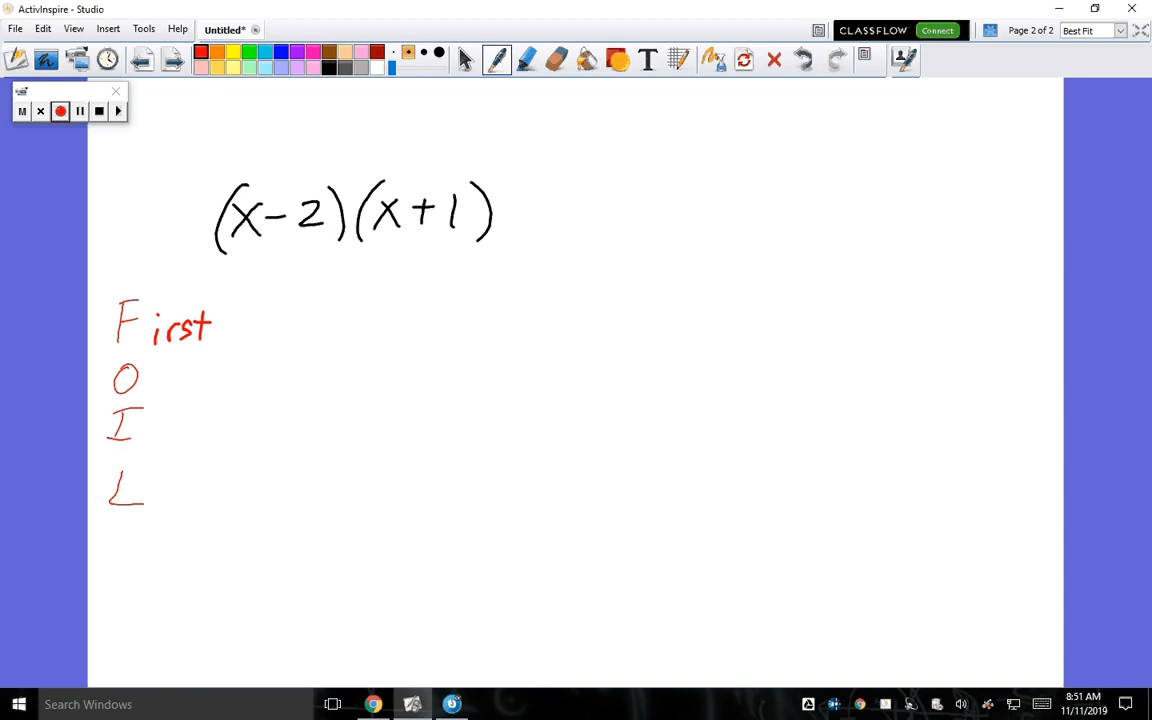 ActivInspire - Studio
File Edit View Insert Tools Help Untitled* CLASSFLOW Connect Page 2 of 2 Best Fit
M
(x-2)(x+1)
First
O
I
L
Search Windows
8:51 AM
11/11/2019